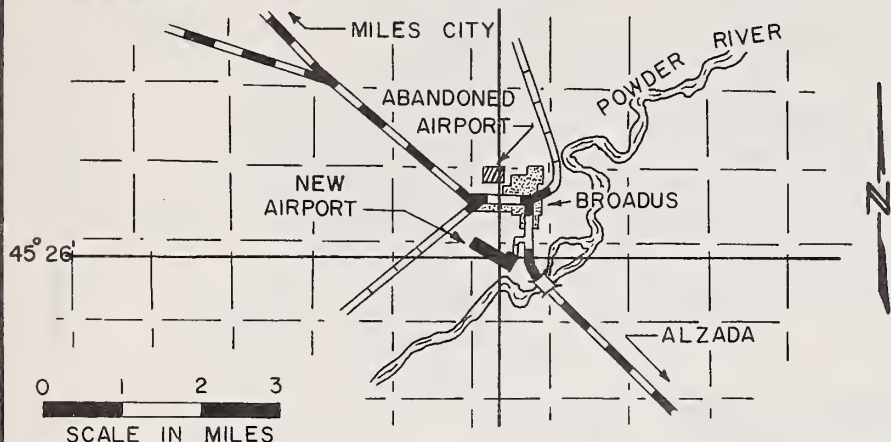 MILES CITY
POWDER RIVER
ABANDONED
AIRPORT
NEW
AIRPORT
BROADUS
N
45° 26
ALZADA
0 1 2 3
SCALE IN MILES